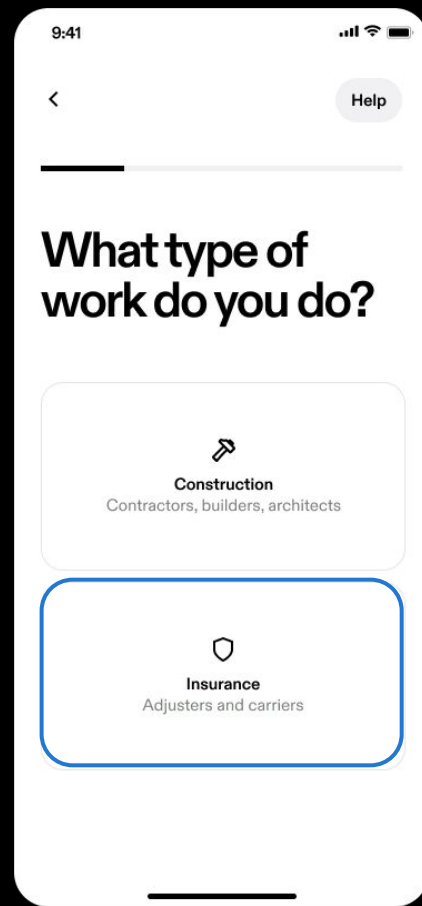 9:41
Help
What type of
work do you do?
Construction
Contractors, builders, architects
Insurance
Adjusters and carriers